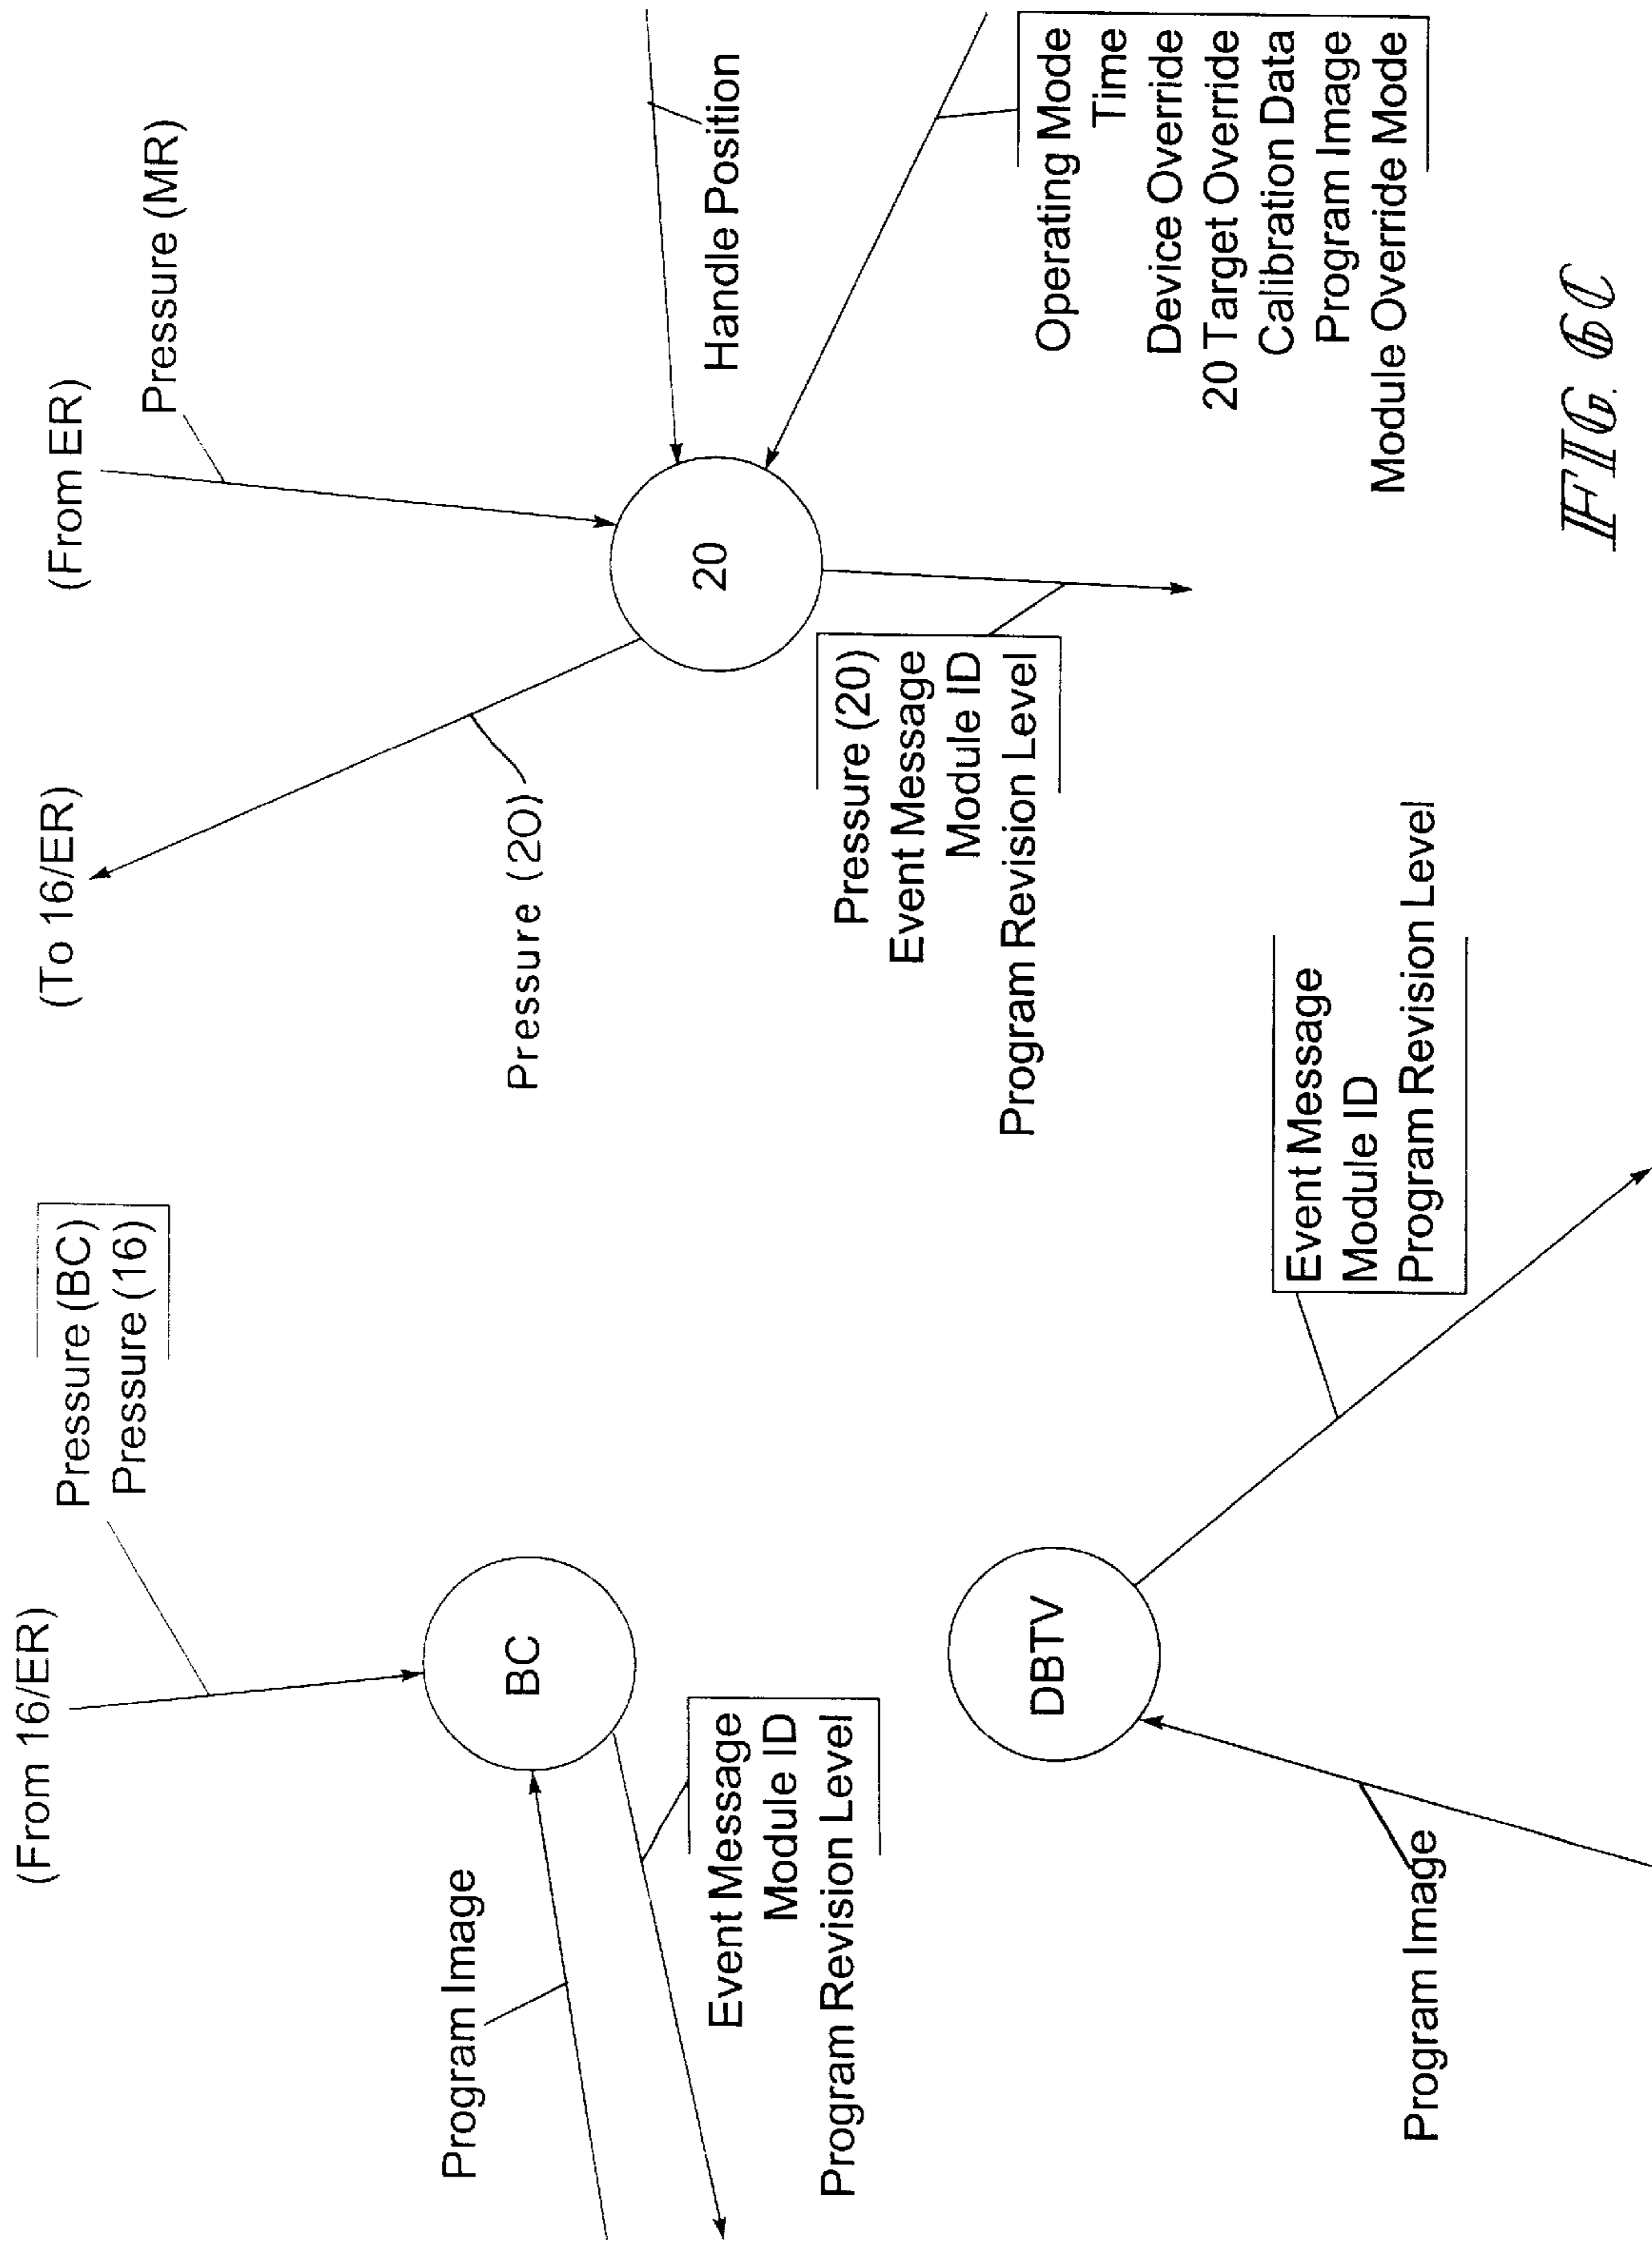 (From 16/ER)
Pressure (BC)
Pressure (16)
BC
Program Image
Event Message
Module ID
Program Revision Level
DBTV
Program Image
Event Message
Module ID
Program Revision Level
(To 16/ER)
Pressure (20)
(From ER)
Pressure (MR)
20
Handle Position
Pressure (20)
Event Message
Module ID
Program Revision Level
Operating Mode
Time
Device Override
20 Target Override
Calibration Data
Program Image
Module Override Mode
FIG. 6C